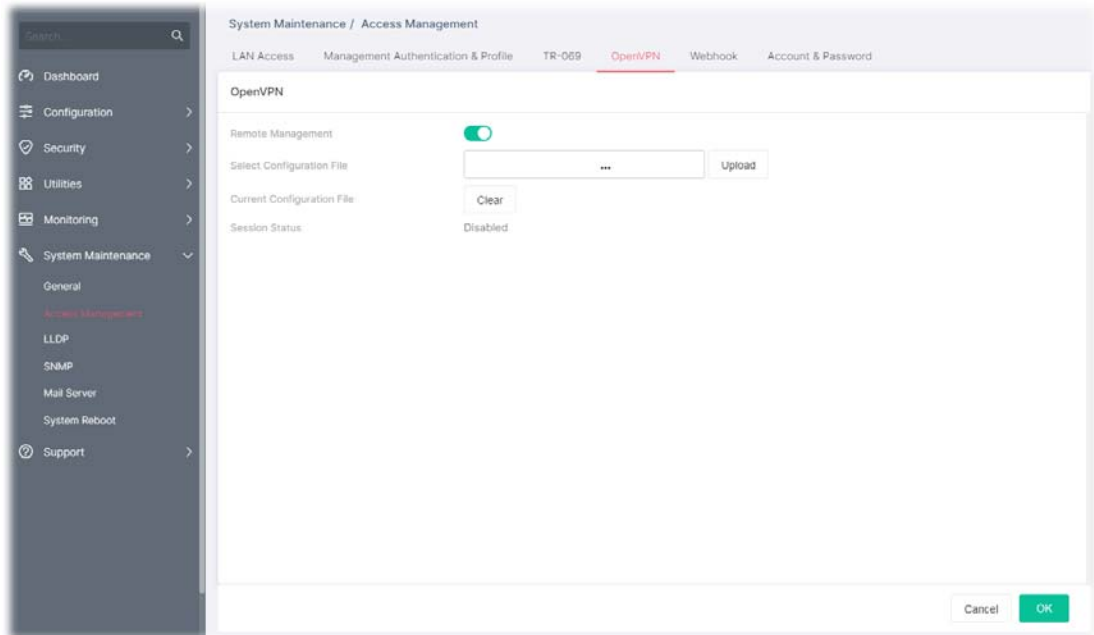 Search...
Dashboard
Configuration
Security
Utilities
Monitoring
System Maintenance
General
Access Management
LLDP
SNMP
Mail Server
System Reboot
Support
System Maintenance / Access Management
LAN Access Management Authentication & Profile TR-069 OpenVPN Webhook Account & Password
OpenVPN
Remote Management
Select Configuration File ... Upload
Current Configuration File Clear
Session Status Disabled
Cancel OK